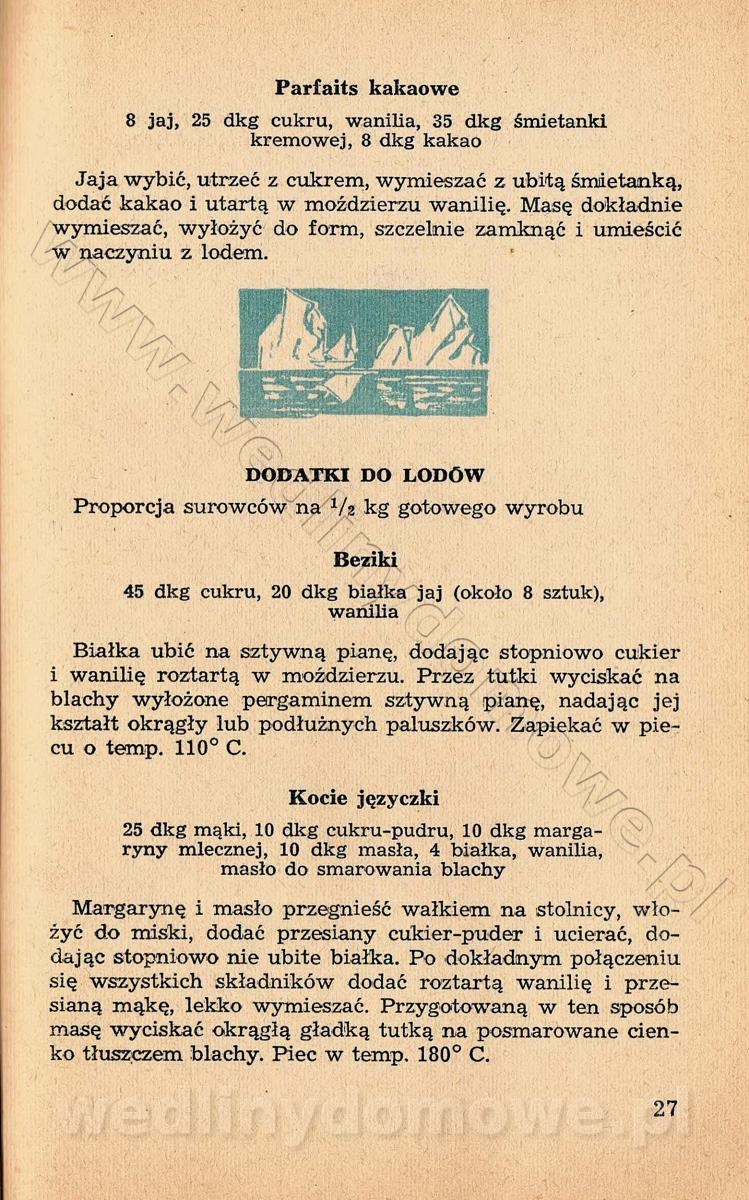 Parfaits kakaowe
8 jaj, 25 dkg cukru, wanilia, 35 dkg śmietanki
kremowej, 8 dkg kakao
Jaja wybić, utrzeć z cukrem, wymieszać z ubitą śmietanką,
dodać kakao i utartą w moździerzu wanilię. Masę dokładnie
wymieszać, wyłożyć do form, szczelnie zamknąć i umieścić
w naczyniu z lodem.
DODATKI DO LODÓW
Proporcja surowców na 1/2 kg gotowego wyrobu
Beziki
45 dkg cukru, 20 dkg białka jaj (około 8 sztuk),
wanilia
Białka ubić na sztywną pianę, dodając stopniowo cukier
i wanilię roztartą w moździerzu. Przez tutki wyciskać na
blachy wyłożone pergaminem sztywną pianę, nadając jej
kształt okrągły lub podłużnych paluszków. Zapiekać w pie-
cu o temp. 110° C.
Kocie języczki
25 dkg mąki, 10 dkg cukru-pudru, 10 dkg marga-
ryny mlecznej, 10 dkg masła, 4 białka, wanilia,
masło do smarowania blachy
Margarynę i masło przegnieść wałkiem na stolnicy, wło-
żyć do miski, dodać przesiany cukier-puder i ucierać, do-
dając stopniowo nie ubite białka. Po dokładnym połączeniu
się wszystkich składników dodać roztartą wanilię i prze-
sianą mąkę, lekko wymieszać. Przygotowaną w ten sposób
masę wyciskać okrągłą gładką tutką na posmarowane cien-
ko tłuszczem blachy. Piec w temp. 180° C.
27
www.wedlinydomowe.pl
wedlinydomowe.pl